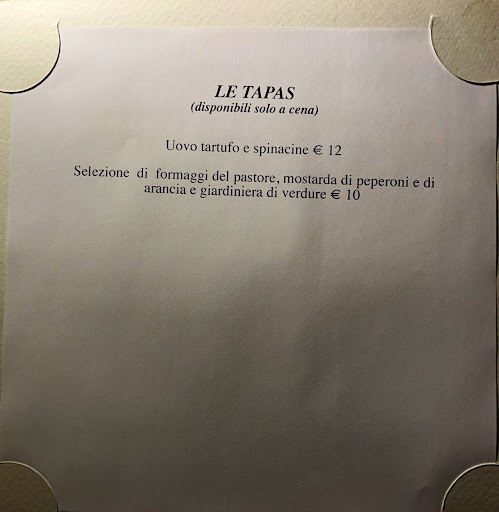 LE TAPAS
(disponibili solo a cena)
Uovo tartufo e spinacine € 12
Selezione di formaggi del pastore, mostarda di peperoni e di
arancia e giardiniera di verdure € 10